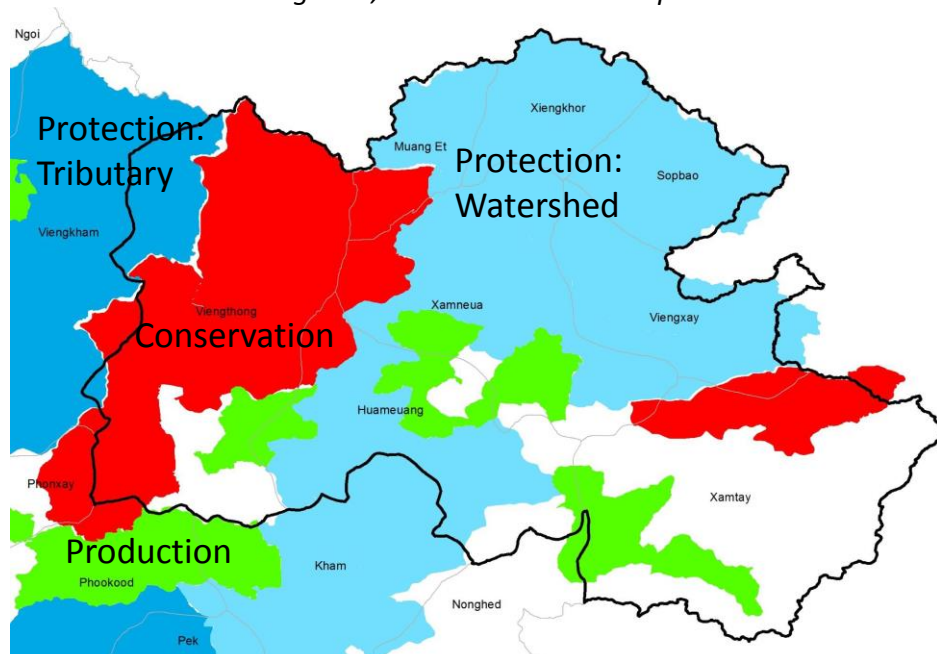 Ngoi
Protection:
Tributary
Muang Et
Xiengkhor
Protection:
Watershed
Sopbao
Viengkham
Viengthong
Xamneua
Viengxay
Conservation
Huameuang
Phonxay
Xamtay
Production
Kham
Phookood
Nonghed
Pek